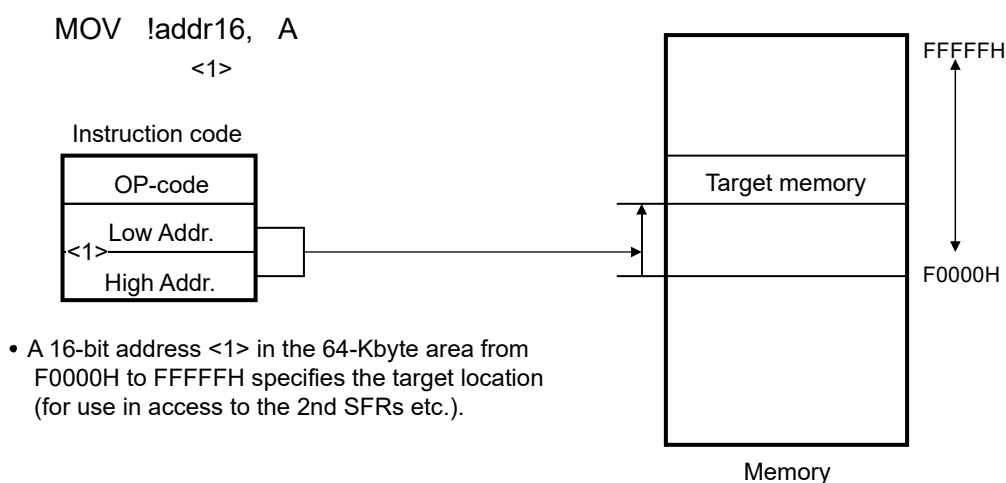 MOV !addr16, A
<1>
Instruction code
OP-code
Low Addr.
<1>
High Addr.
FFFFFH
Target memory
F0000H
Memory
• A 16-bit address <1> in the 64-Kbyte area from
F0000H to FFFFFH specifies the target location
(for use in access to the 2nd SFRs etc.).